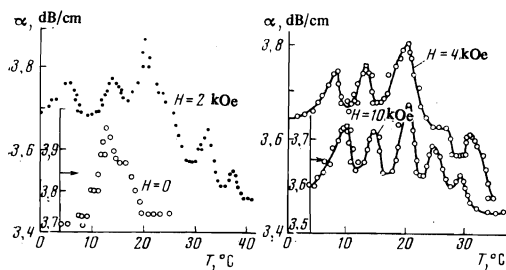 α, dB/cm
3,8
H = 2 kOe
3,6
3,9
3,8
H = 0
3,7
3,4
0 10 20 30 40
T, °C
α, dB/cm
3,8
H = 4 kOe
3,7
H = 10 kOe
3,6
3,6
3,4
3,5
0 10 20 30
T, °C